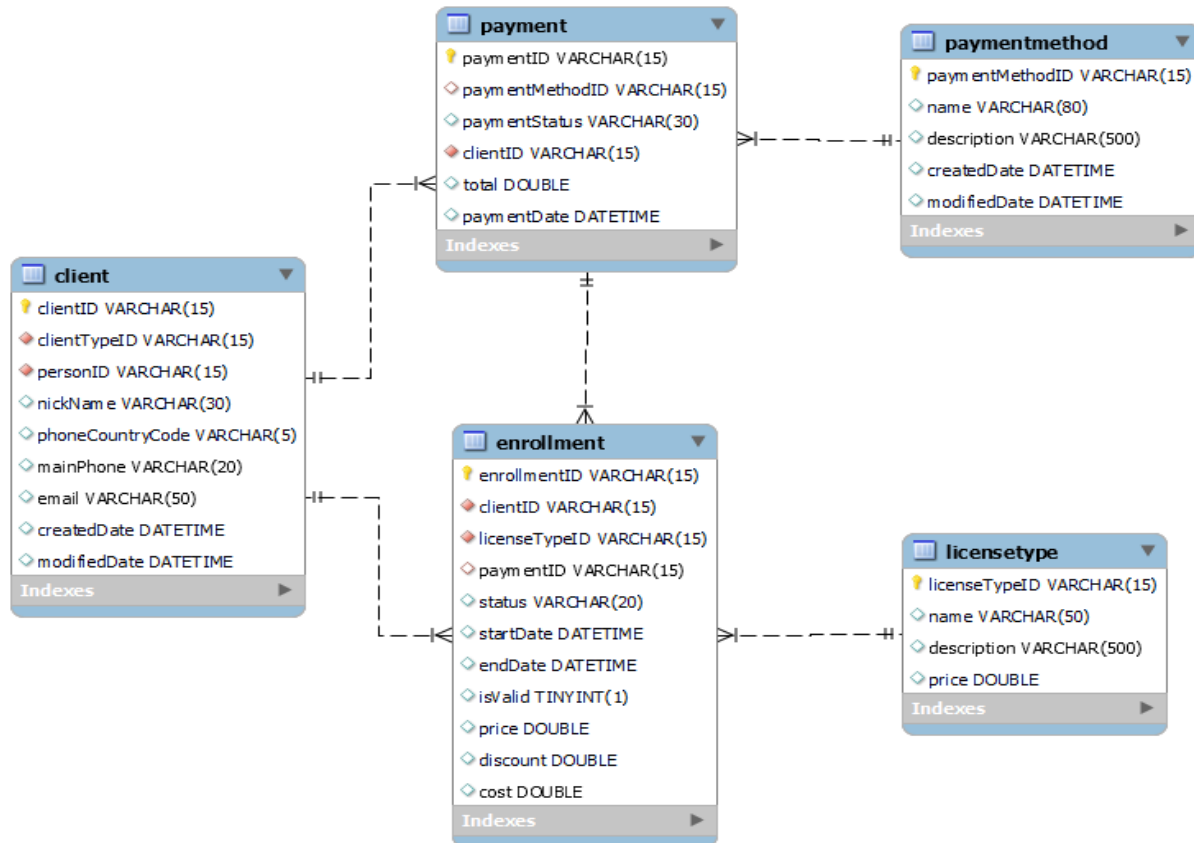 payment
paymentID VARCHAR(15)
paymentMethodID VARCHAR(15)
paymentStatus VARCHAR(30)
clientID VARCHAR(15)
total DOUBLE
paymentDate DATETIME
Indexes
paymentmethod
paymentMethodID VARCHAR(15)
name VARCHAR(80)
description VARCHAR(500)
createdDate DATETIME
modifiedDate DATETIME
Indexes
client
clientID VARCHAR(15)
clientTypeID VARCHAR(15)
personID VARCHAR(15)
nickName VARCHAR(30)
phoneCountryCode VARCHAR(5)
mainPhone VARCHAR(20)
email VARCHAR(50)
createdDate DATETIME
modifiedDate DATETIME
Indexes
enrollment
enrollmentID VARCHAR(15)
clientID VARCHAR(15)
licenseTypeID VARCHAR(15)
paymentID VARCHAR(15)
status VARCHAR(20)
startDate DATETIME
endDate DATETIME
isValid TINYINT(1)
price DOUBLE
discount DOUBLE
cost DOUBLE
Indexes
licensetype
licenseTypeID VARCHAR(15)
name VARCHAR(50)
description VARCHAR(500)
price DOUBLE
Indexes